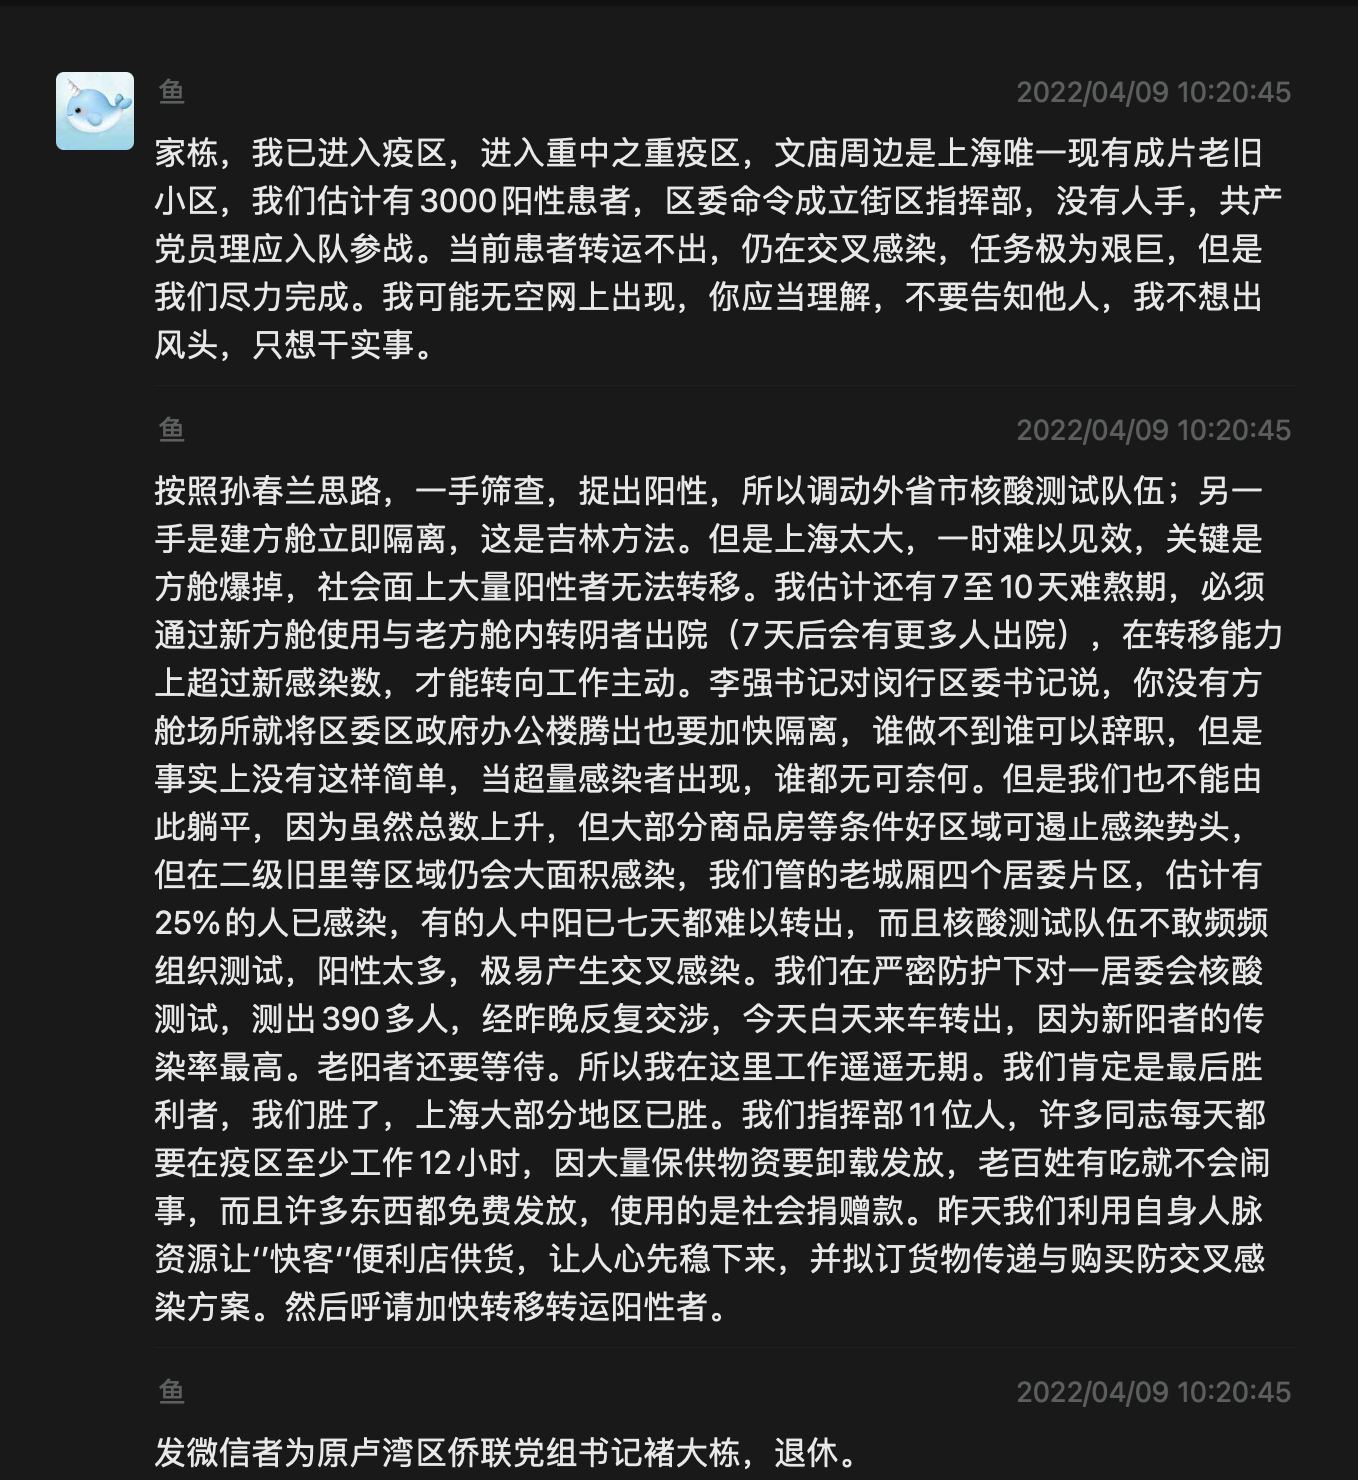 鱼 2022/04/09 10:20:45
家栋，我已进入疫区，进入重中之重疫区，文庙周边是上海唯一现有成片老旧
小区，我们估计有3000阳性患者，区委命令成立街区指挥部，没有人手，共产
党员理应入队参战。当前患者转运不出，仍在交叉感染，任务极为艰巨，但是
我们尽力完成。我可能无空网上出现，你应当理解，不要告知他人，我不想出
风头，只想干实事。
鱼 2022/04/09 10:20:45
按照孙春兰思路，一手筛查，捉出阳性，所以调动外省市核酸测试队伍；另一
手是建方舱立即隔离，这是吉林方法。但是上海太大，一时难以见效，关键是
方舱爆掉，社会面上大量阳性者无法转移。我估计还有7至10天难熬期，必须
通过新方舱使用与老方舱内转阴者出院（7天后会有更多人出院），在转移能力
上超过新感染数，才能转向工作主动。李强书记对闵行区委书记说，你没有方
舱场所就将区委区政府办公楼腾出也要加快隔离，谁做不到谁可以辞职，但是
事实上没有这样简单，当超量感染者出现，谁都无可奈何。但是我们也不能由
此躺平，因为虽然总数上升，但大部分商品房等条件好区域可遏止感染势头，
但在二级旧里等区域仍会大面积感染，我们管的老城厢四个居委片区，估计有
25%的人已感染，有的人中阳已七天都难以转出，而且核酸测试队伍不敢频频
组织测试，阳性太多，极易产生交叉感染。我们在严密防护下对一居委会核酸
测试，测出390多人，经昨晚反复交涉，今天白天来车转出，因为新阳者的传
染率最高。老阳者还要等待。所以我在这里工作遥遥无期。我们肯定是最后胜
利者，我们胜了，上海大部分地区已胜。我们指挥部11位人，许多同志每天都
要在疫区至少工作12小时，因大量保供物资要卸载发放，老百姓有吃就不会闹
事，而且许多东西都免费发放，使用的是社会捐赠款。昨天我们利用自身人脉
资源让‘’快客‘’便利店供货，让人心先稳下来，并拟订货物传递与购买防交叉感
染方案。然后呼请加快转移转运阳性者。
鱼 2022/04/09 10:20:45
发微信者为原卢湾区侨联党组书记褚大栋，退休。